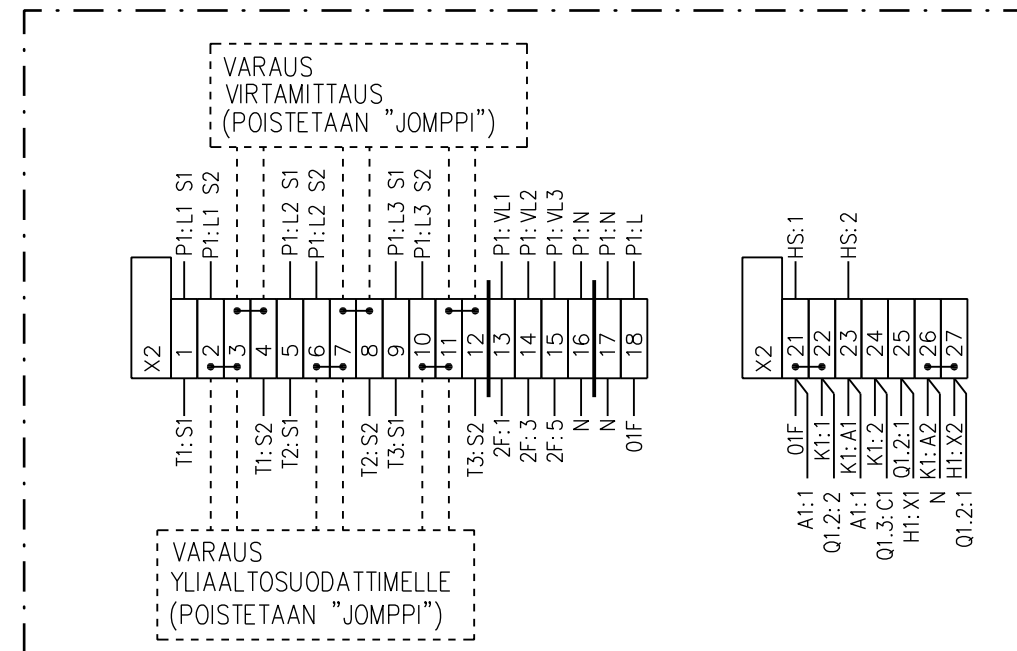 VARAUS
VIRTAMITTAUS
(POISTETAAN "JOMPPI")
P1:L1 S1
P1:L1 S2
P1:L2 S1
P1:L2 S2
P1:L3 S1
P1:L3 S2
P1:VL1
P1:VL2
P1:VL3
P1:N
P1:N
P1:L
X2 1 2 3 4 5 6 7 8 9 10 11 12 13 14 15 16 17 18
T1:S1
T1:S2
T2:S1
T2:S2
T3:S1
T3:S2
2F:1
2F:3
2F:5
N
N
01F
VARAUS
YLIAALTOSUODATTIMELLE
(POISTETAAN "JOMPPI")
HS:1
HS:2
X2 21 22 23 24 25 26 27
01F
K1:1
K1:A1
K1:2
Q1.2:1
K1:A2
H1:X2
A1:1
Q1.2:2
A1:1
Q1.3:C1
H1:X1
N
Q1.2:1